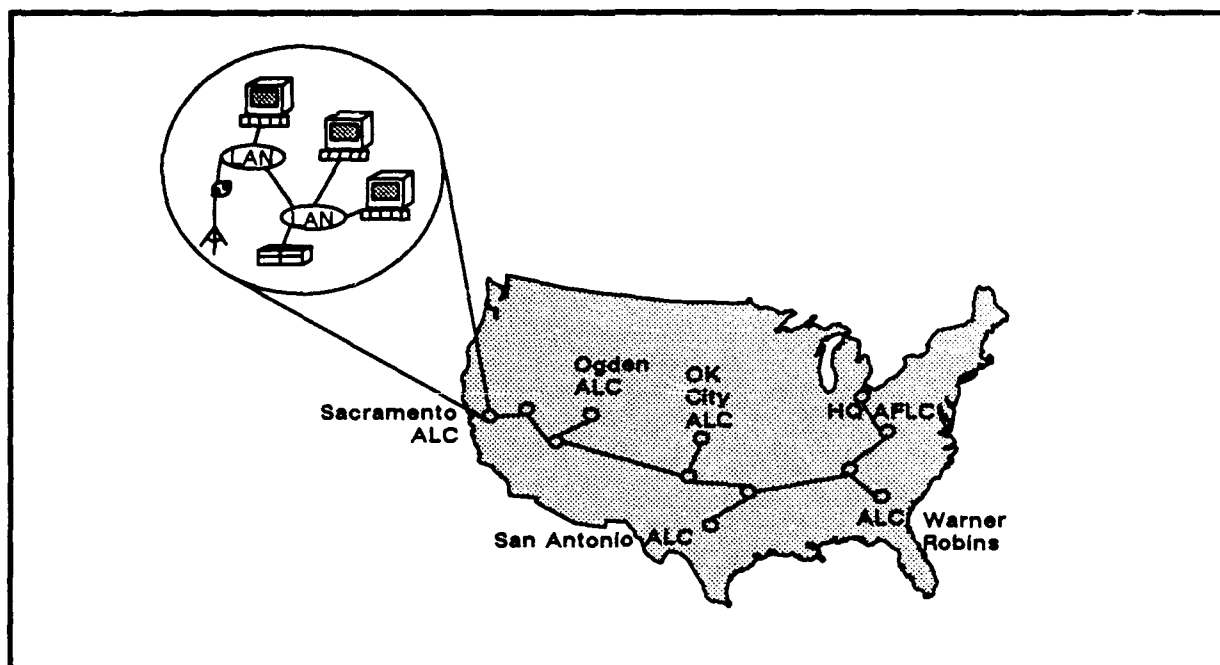 LAN
LAN
Ogden
ALC
OK
City
ALC
HQ AFLC
Sacramento
ALC
San Antonio ALC
ALC Warner
Robins